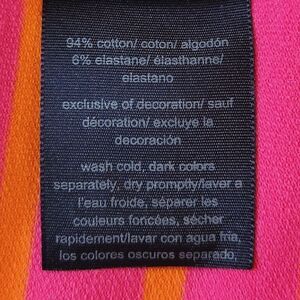 94% cotton/ coton/ algodón
6% elastane/ élasthanne/
elastano
exclusive of decoration/ sauf
décoration/ excluye la
decoración
wash cold, dark colors
separately, dry promptly/laver a
l'eau froide, séparer les
couleurs foncées, sécher
rapidement/lavar con agua fría,
los colores oscuros separado,